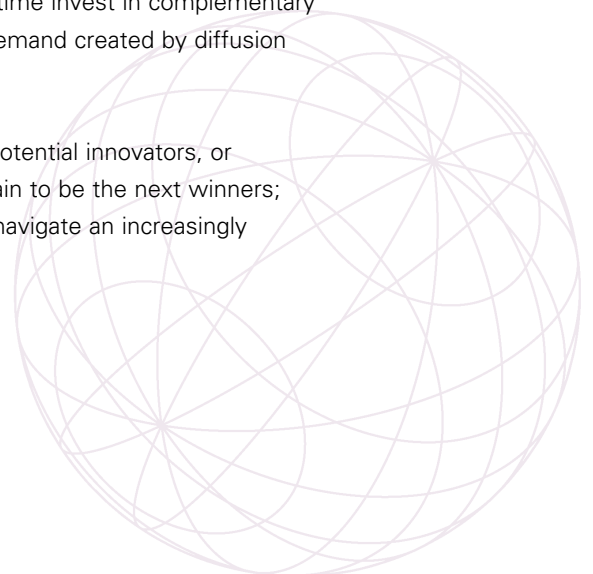 time invest in complementary
emand created by diffusion
otential innovators, or
ain to be the next winners;
navigate an increasingly